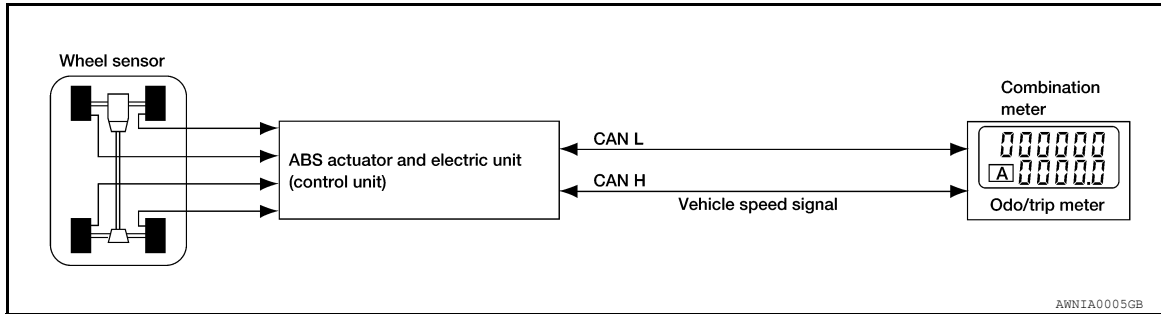 Wheel sensor
ABS actuator and electric unit
(control unit)
CAN L
CAN H
Vehicle speed signal
Combination
meter
000000
A 0000.0
Odo/trip meter
AWNIA0005GB